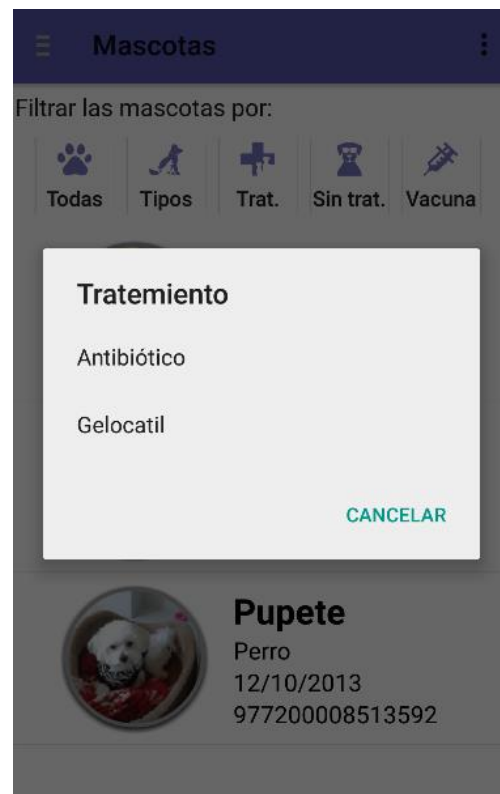 Mascotas
Filtrar las mascotas por:
Todas Tipos Trat. Sin trat. Vacuna
Tratemiento
Antibiótico
Gelocatil
CANCELAR
Pupete
Perro
12/10/2013
977200008513592